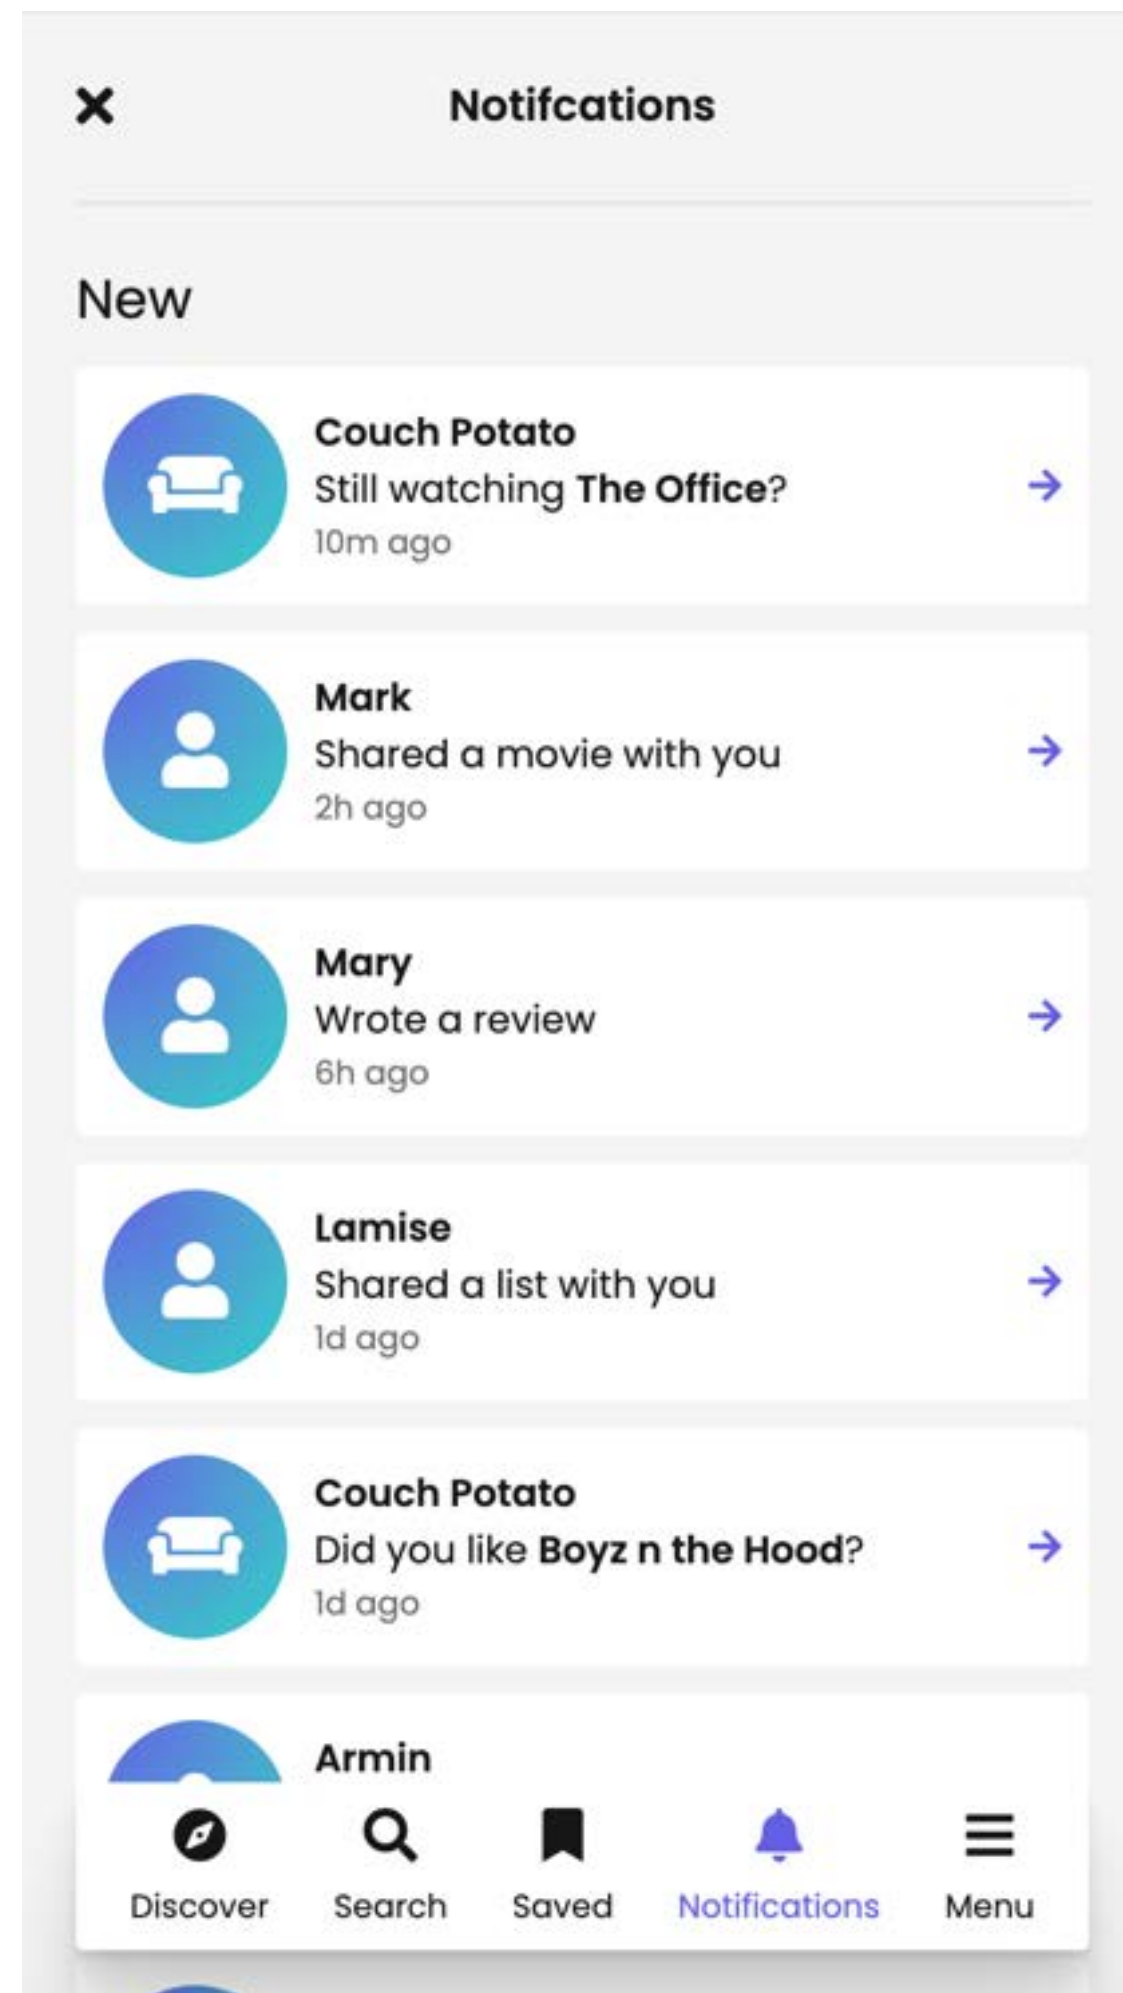 Notifcations
New
Couch Potato
Still watching The Office?
10m ago
Mark
Shared a movie with you
2h ago
Mary
Wrote a review
6h ago
Lamise
Shared a list with you
1d ago
Couch Potato
Did you like Boyz n the Hood?
1d ago
Armin
Discover Search Saved Notifications Menu